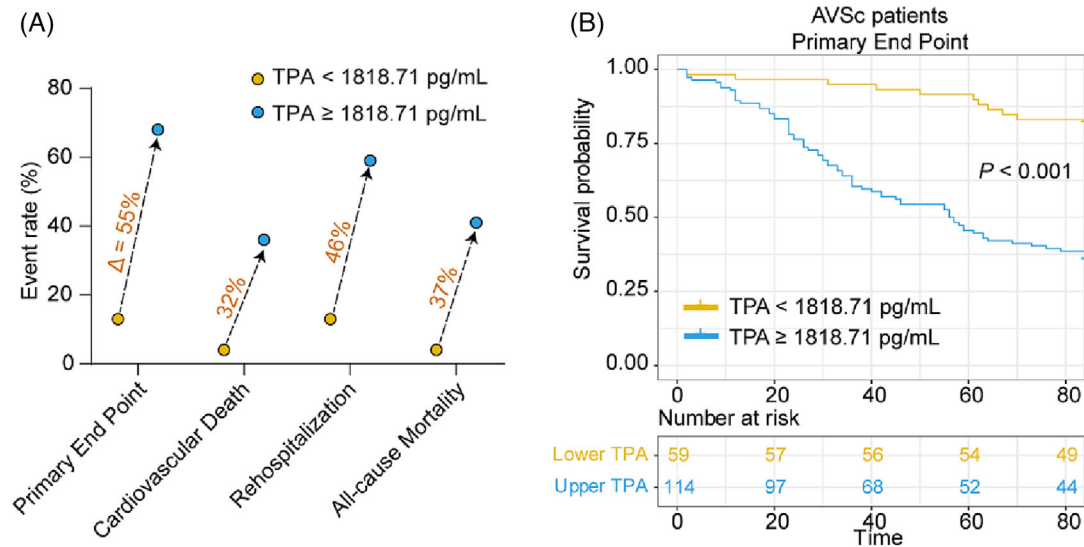 (A)
TPA < 1818.71 pg/mL
TPA ≥ 1818.71 pg/mL
Event rate (%)
80
60
40
20
0
Δ = 55%
32%
46%
37%
Primary End Point
Cardiovascular Death
Rehospitalization
All-cause Mortality
(B)
AVSc patients
Primary End Point
Survival probability
1.00
0.75
0.50
0.25
0.00
P < 0.001
TPA < 1818.71 pg/mL
TPA ≥ 1818.71 pg/mL
0 20 40 60 80
Number at risk
Lower TPA 59 57 56 54 49
Upper TPA 114 97 68 52 44
0 20 40 60 80
Time